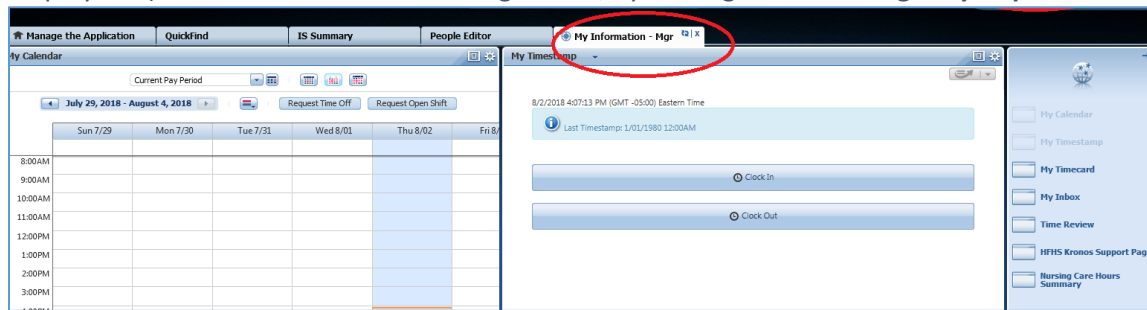 Manage the Application
QuickFind
IS Summary
People Editor
My Information - Mgr
x
My Calendar
My Timestamp
Current Pay Period
July 29, 2018 - August 4, 2018
Request Time Off
Request Open Shift
8/2/2018 4:07:13 PM (GMT -05:00) Eastern Time
Last Timestamp: 1/01/1980 12:00AM
Sun 7/29
Mon 7/30
Tue 7/31
Wed 8/01
Thu 8/02
Fri 8/
8:00AM
9:00AM
10:00AM
11:00AM
12:00PM
1:00PM
2:00PM
3:00PM
Clock In
Clock Out
My Calendar
My Timestamp
My Timecard
My Inbox
Time Review
HFHS Kronos Support Pag
Nursing Care Hours
Summary